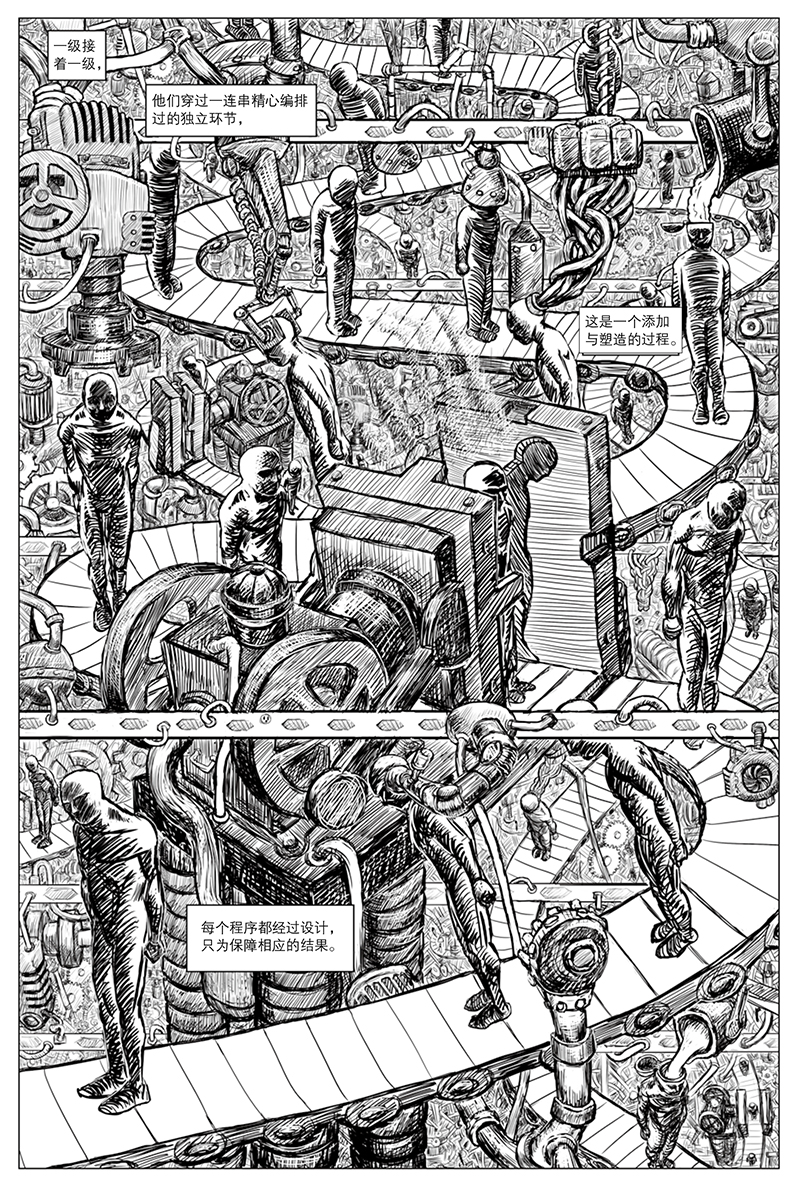 一级接
着一级，
他们穿过一连串精心编排
过的独立环节，
这是一个添加
与塑造的过程。
每个程序都经过设计，
只为保障相应的结果。